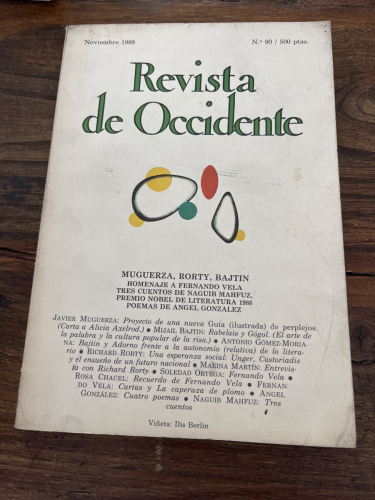 Noviembre 1988
N.º 90 / 500 ptas.
Revista
de Occidente
MUGUERZA, RORTY, BAJTIN
HOMENAJE A FERNANDO VELA
TRES CUENTOS DE NAGUIB MAHFUZ,
PREMIO NOBEL DE LITERATURA 1988
POEMAS DE ANGEL GONZALEZ
JAVIER MUGUERZA: Proyecto de una nueva Guía (ilustrada) de perplejos.
(Carta a Alicia Axelrod.) ● MIJAIL BAJTIN: Rabelais y Gógol. (El arte de
la palabra y la cultura popular de la risa.) ● ANTONIO GÓMEZ-MORIA-
NA: Bajtin y Adorno frente a la autonomía (relativa) de lo litera-
rio ● RICHARD RORTY: Una esperanza social: Unger, Castoriadis
y el ensueño de un futuro nacional ● MARINA MARTÍN: Entrevis-
ta con Richard Rorty ● SOLEDAD ORTEGA: Fernando Vela ●
ROSA CHACEL: Recuerdo de Fernando Vela ● FERNAN-
DO VELA: Cartas y La caperuza de plomo ● ANGEL
GONZÁLEZ: Cuatro poemas ● NAGUIB MAHFUZ: Tres
cuentos
Viñeta: Dis Berlin